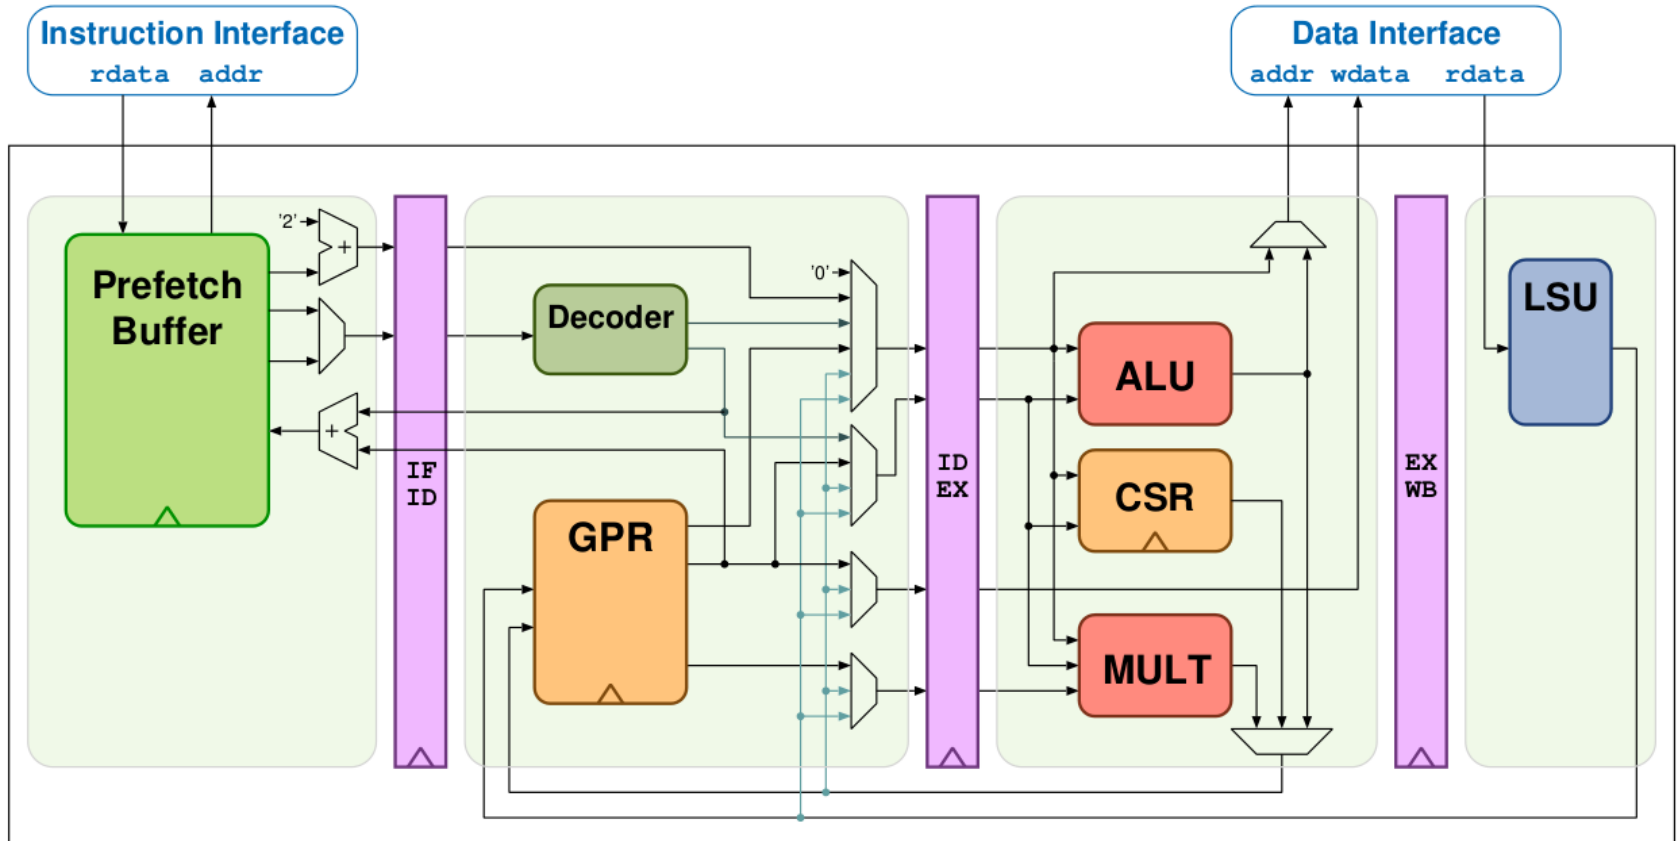 Instruction Interface
rdata addr
Data Interface
addr wdata rdata
'2'
+
Prefetch
Buffer
+
IF
ID
Decoder
'0'
GPR
ID
EX
ALU
CSR
MULT
EX
WB
LSU